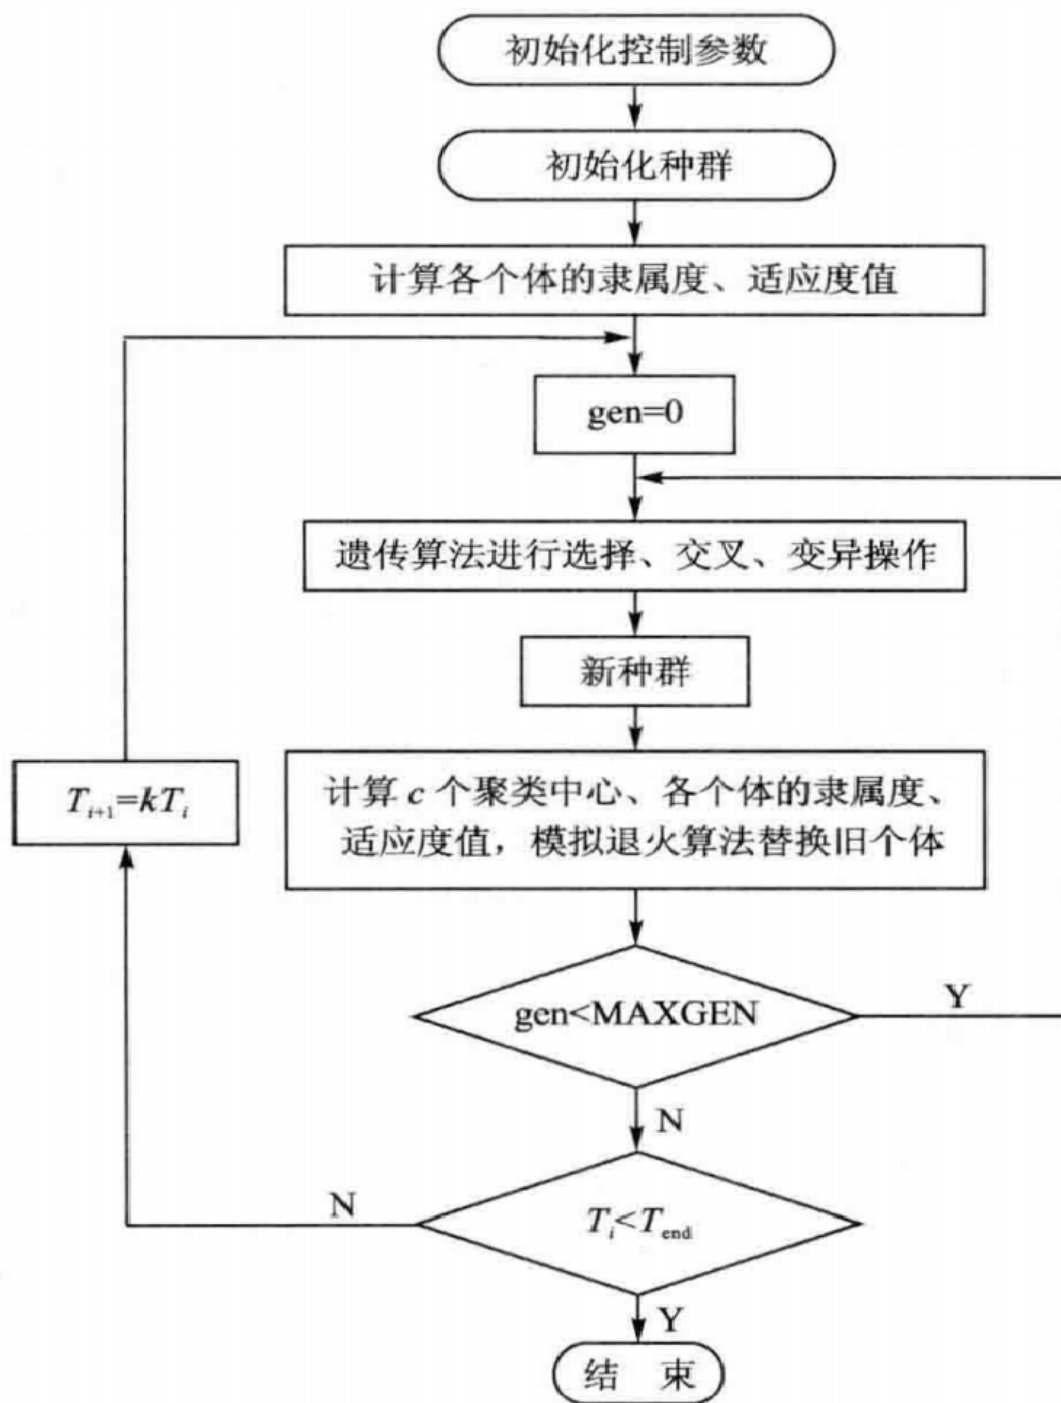 初始化控制参数
初始化种群
计算各个体的隶属度、适应度值
gen=0
遗传算法进行选择、交叉、变异操作
新种群
计算 c 个聚类中心、各个体的隶属度、
适应度值，模拟退火算法替换旧个体
T_{i+1}=kT_i
gen<MAXGEN
Y
N
T_i<T_{end}
N
Y
结 束